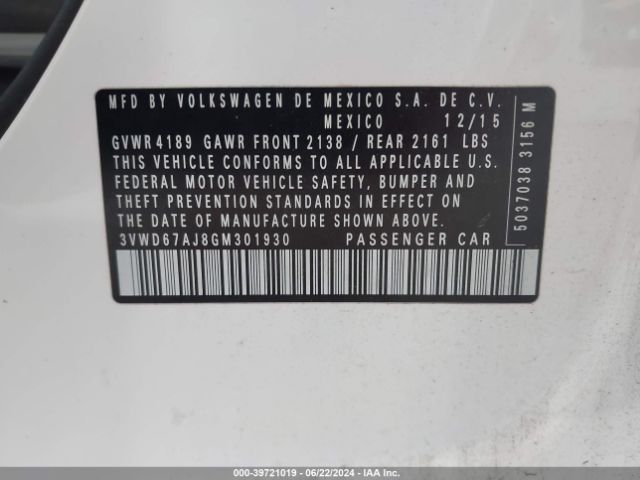 MFD BY VOLKSWAGEN DE MEXICO S.A. DE C.V.
MEXICO 12/15
GVWR 4189 GAWR FRONT 2138 / REAR 2161 LBS
THIS VEHICLE CONFORMS TO ALL APPLICABLE U.S.
FEDERAL MOTOR VEHICLE SAFETY, BUMPER AND
THEFT PREVENTION STANDARDS IN EFFECT ON
THE DATE OF MANUFACTURE SHOWN ABOVE.
3VWD67AJ8GM301930 PASSENGER CAR
5037038 3156 M
000-39721019 - 06/22/2024 - IAAI.COM